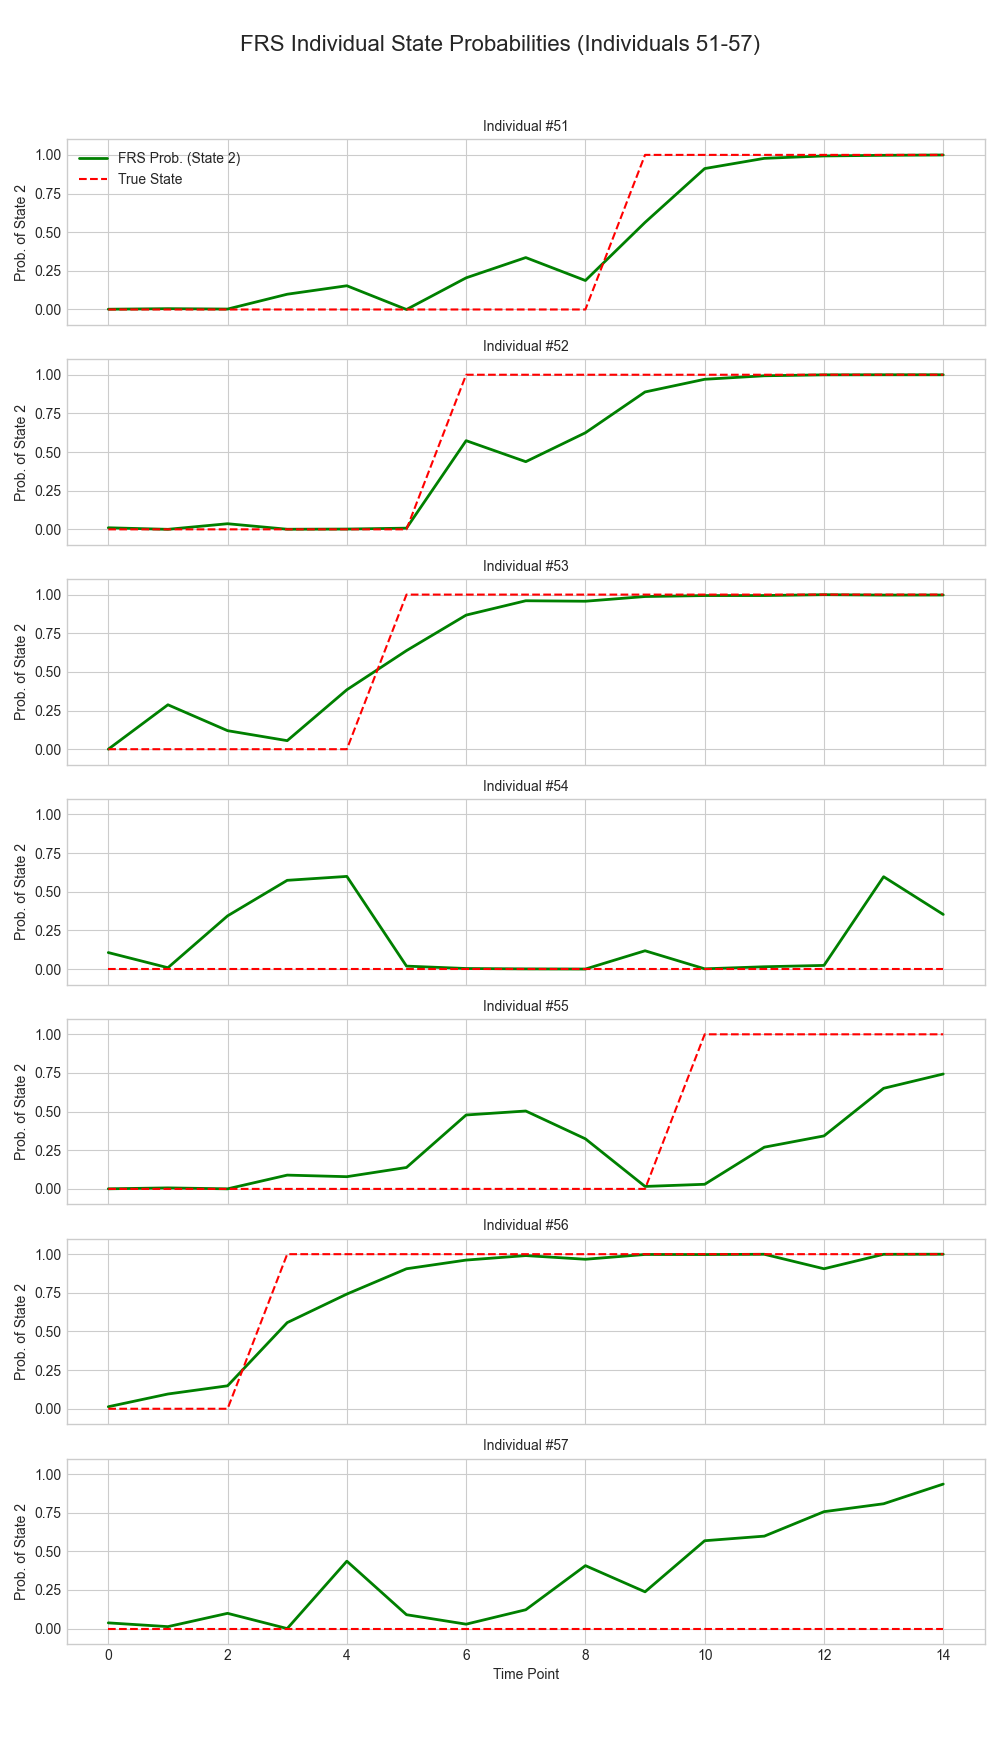 FRS Individual State Probabilities (Individuals 51-57)
Individual #51
1.00
0.75
0.50
0.25
0.00
Prob. of State 2
FRS Prob. (State 2)
True State
Individual #52
1.00
0.75
0.50
0.25
0.00
Prob. of State 2
Individual #53
1.00
0.75
0.50
0.25
0.00
Prob. of State 2
Individual #54
1.00
0.75
0.50
0.25
0.00
Prob. of State 2
Individual #55
1.00
0.75
0.50
0.25
0.00
Prob. of State 2
Individual #56
1.00
0.75
0.50
0.25
0.00
Prob. of State 2
Individual #57
1.00
0.75
0.50
0.25
0.00
Prob. of State 2
0 2 4 6 8 10 12 14
Time Point